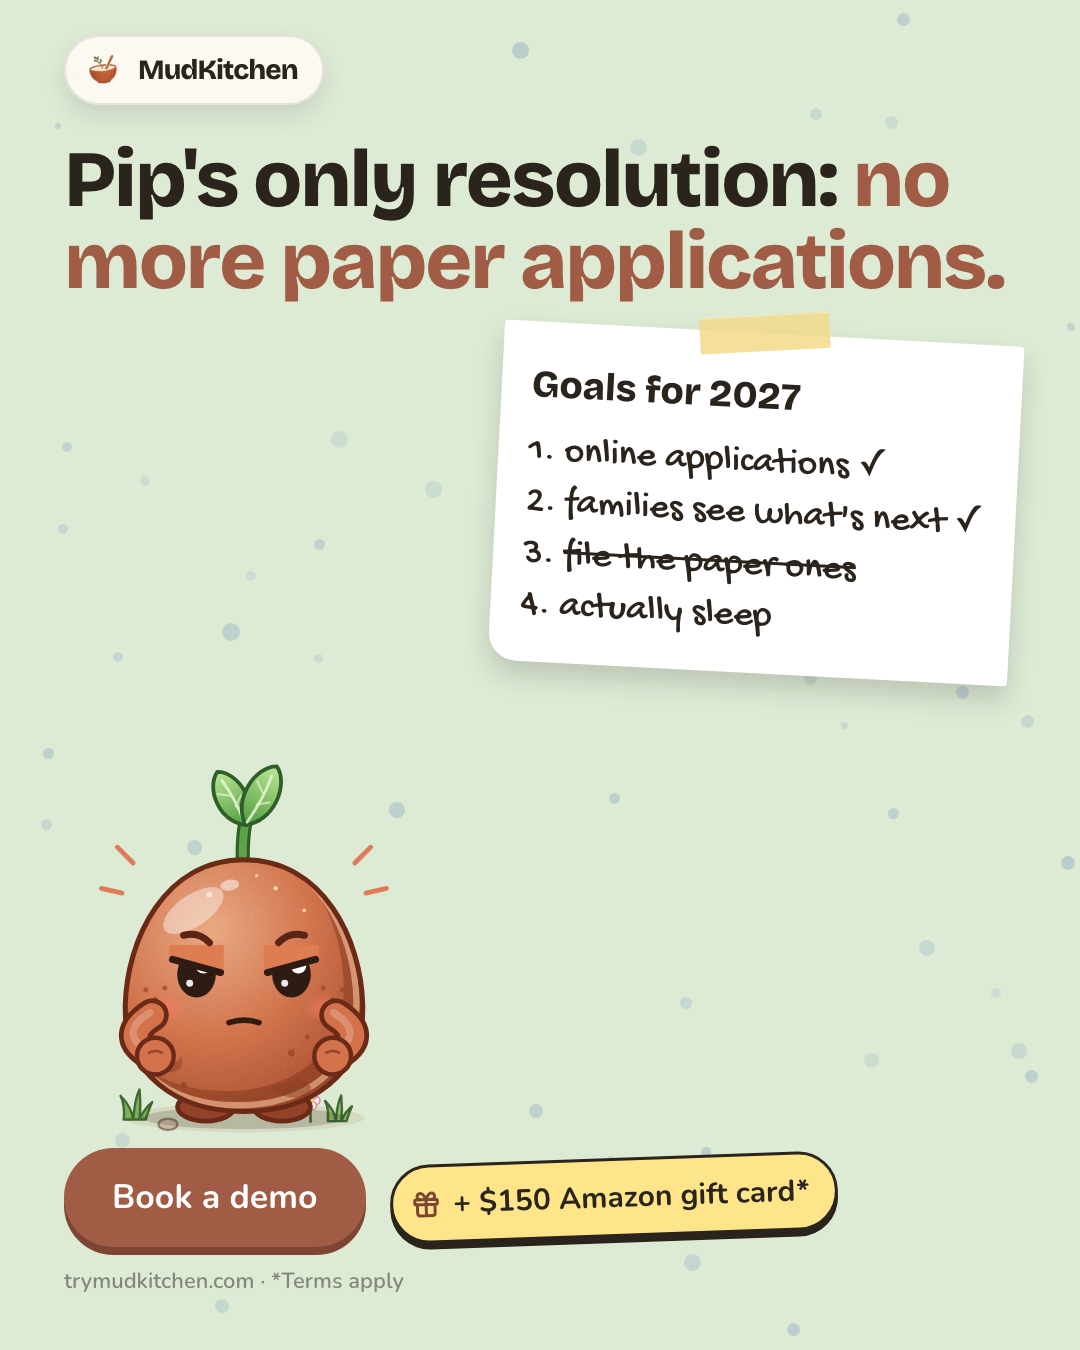 MudKitchen
Pip's only resolution: no
more paper applications.
Goals for 2027
1. online applications ✓
2. families see what's next ✓
3. file the paper ones
4. actually sleep
Book a demo
+ $150 Amazon gift card*
trymudkitchen.com · *Terms apply